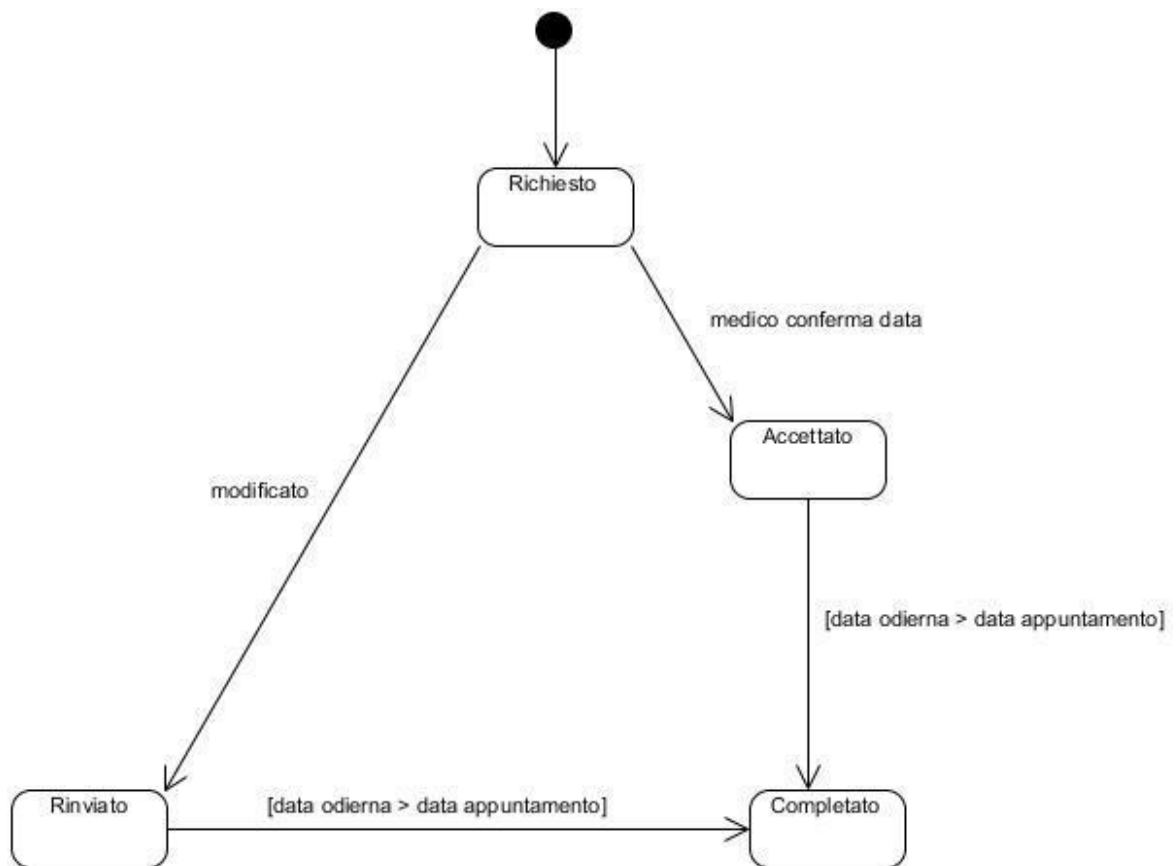 Richiesto
medico conferma data
Accettato
modificato
[data odierna > data appuntamento]
Rinviato
[data odierna > data appuntamento]
Completato